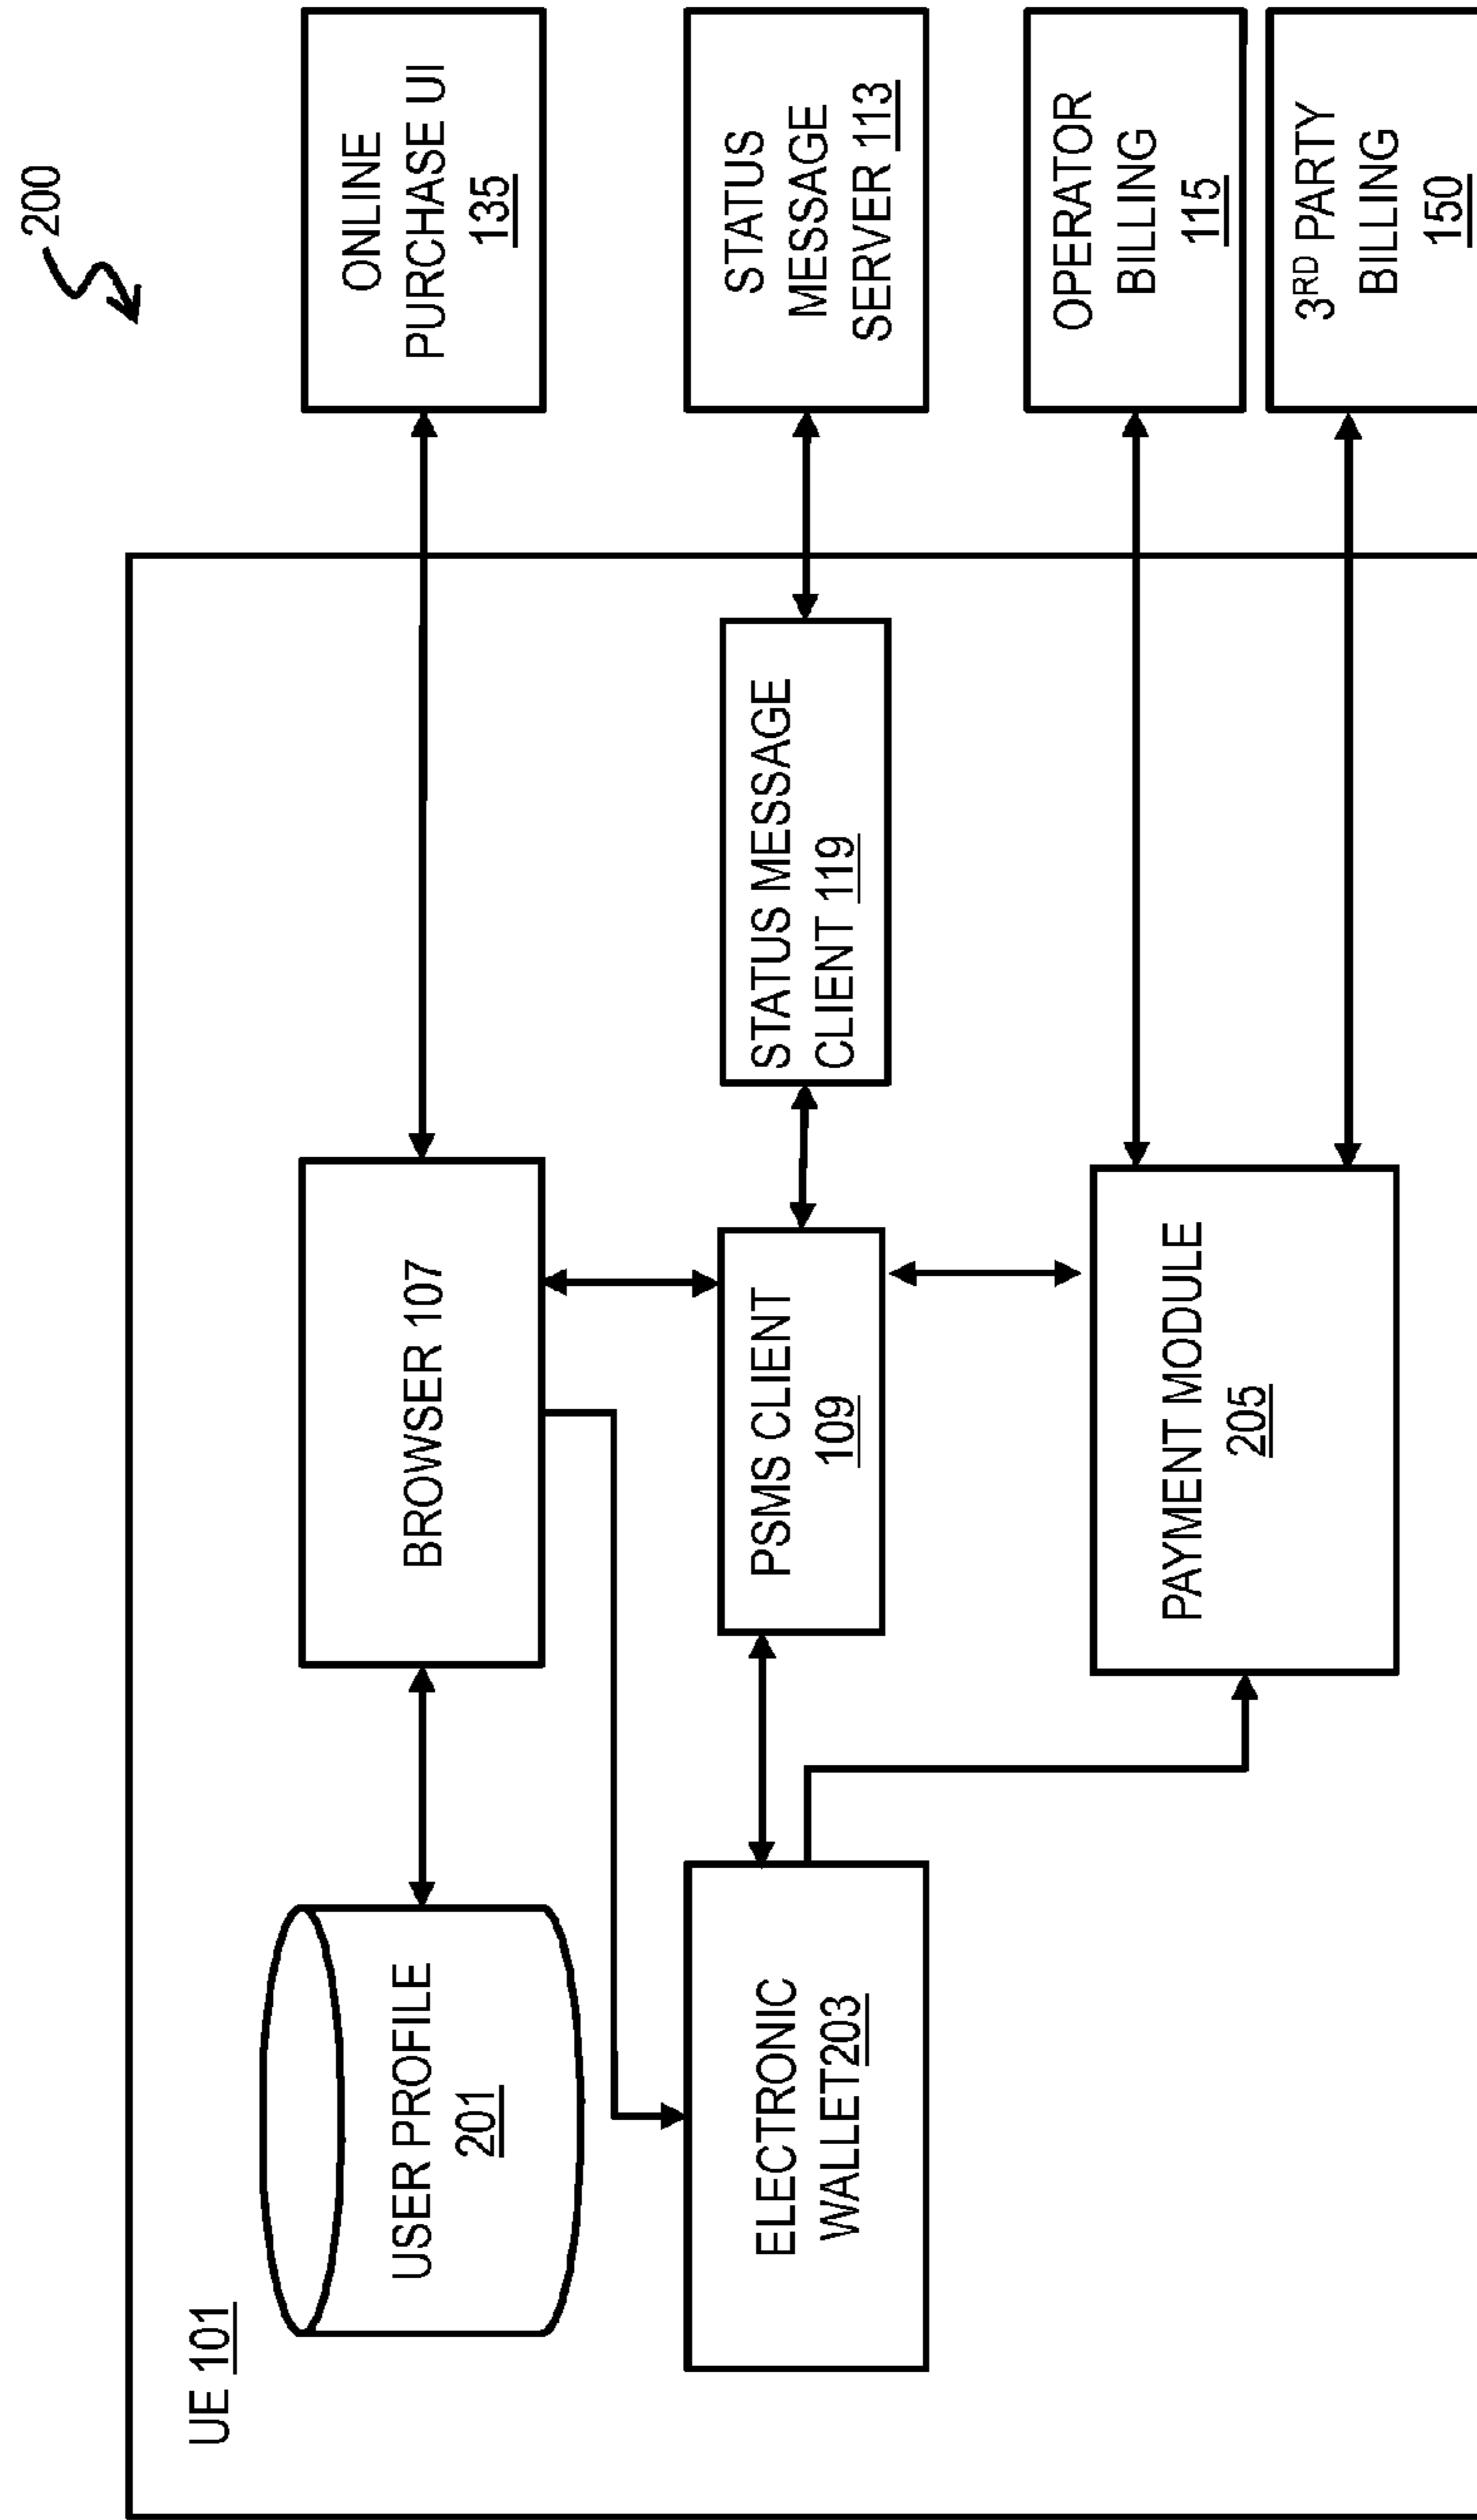 2000
UE 101
USER PROFILE
201
BROWSER 107
ONLINE
PURCHASE UI
135
ELECTRONIC
WALLET203
PSMS CLIENT
109
STATUS MESSAGE
CLIENT 119
STATUS
MESSAGE
SERVER 113
PAYMENT MODULE
205
OPERATOR
BILLING
115
3RD PARTY
BILLING
150